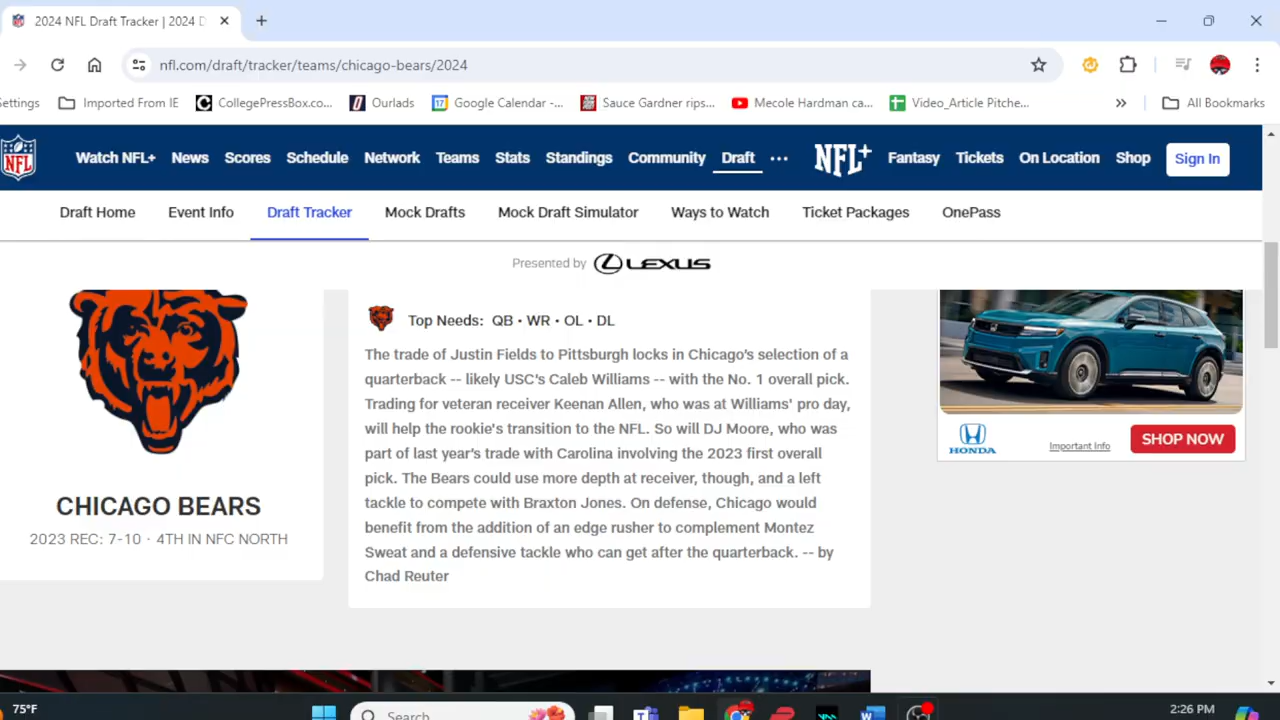 2024 NFL Draft Tracker | 2024 D
nfl.com/draft/tracker/teams/chicago-bears/2024
ettings
Imported From IE
CollegePressBox.co...
Ourlads
Google Calendar -...
Sauce Gardner rips...
Mecole Hardman ca...
Video_Article Pitche...
All Bookmarks
NFL
Watch NFL+
News
Scores
Schedule
Network
Teams
Stats
Standings
Community
Draft
NFL+
Fantasy
Tickets
On Location
Shop
Sign In
Draft Home
Event Info
Draft Tracker
Mock Drafts
Mock Draft Simulator
Ways to Watch
Ticket Packages
OnePass
Presented by LEXUS
CHICAGO BEARS
2023 REC: 7-10 · 4TH IN NFC NORTH
Top Needs: QB • WR • OL • DL
The trade of Justin Fields to Pittsburgh locks in Chicago's selection of a
quarterback -- likely USC's Caleb Williams -- with the No. 1 overall pick.
Trading for veteran receiver Keenan Allen, who was at Williams' pro day,
will help the rookie's transition to the NFL. So will DJ Moore, who was
part of last year's trade with Carolina involving the 2023 first overall
pick. The Bears could use more depth at receiver, though, and a left
tackle to compete with Braxton Jones. On defense, Chicago would
benefit from the addition of an edge rusher to complement Montez
Sweat and a defensive tackle who can get after the quarterback. -- by
Chad Reuter
HONDA
Important Info
SHOP NOW
75°F
Search
2:26 PM